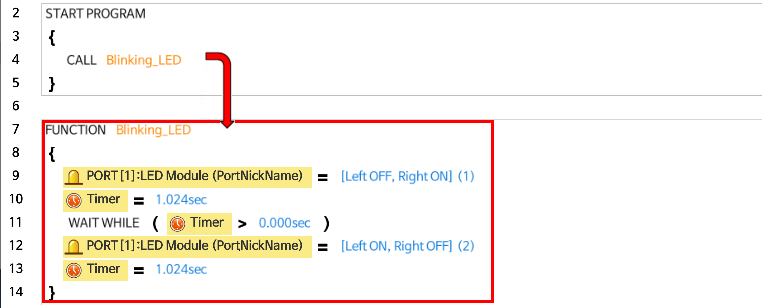 2 START PROGRAM
3 {
4 CALL Blinking_LED
5 }
6
7 FUNCTION Blinking_LED
8 {
9 PORT[1]:LED Module (PortNickName) = [Left OFF, Right ON] (1)
10 Timer = 1.024sec
11 WAIT WHILE ( Timer > 0.000sec )
12 PORT[1]:LED Module (PortNickName) = [Left ON, Right OFF] (2)
13 Timer = 1.024sec
14 }